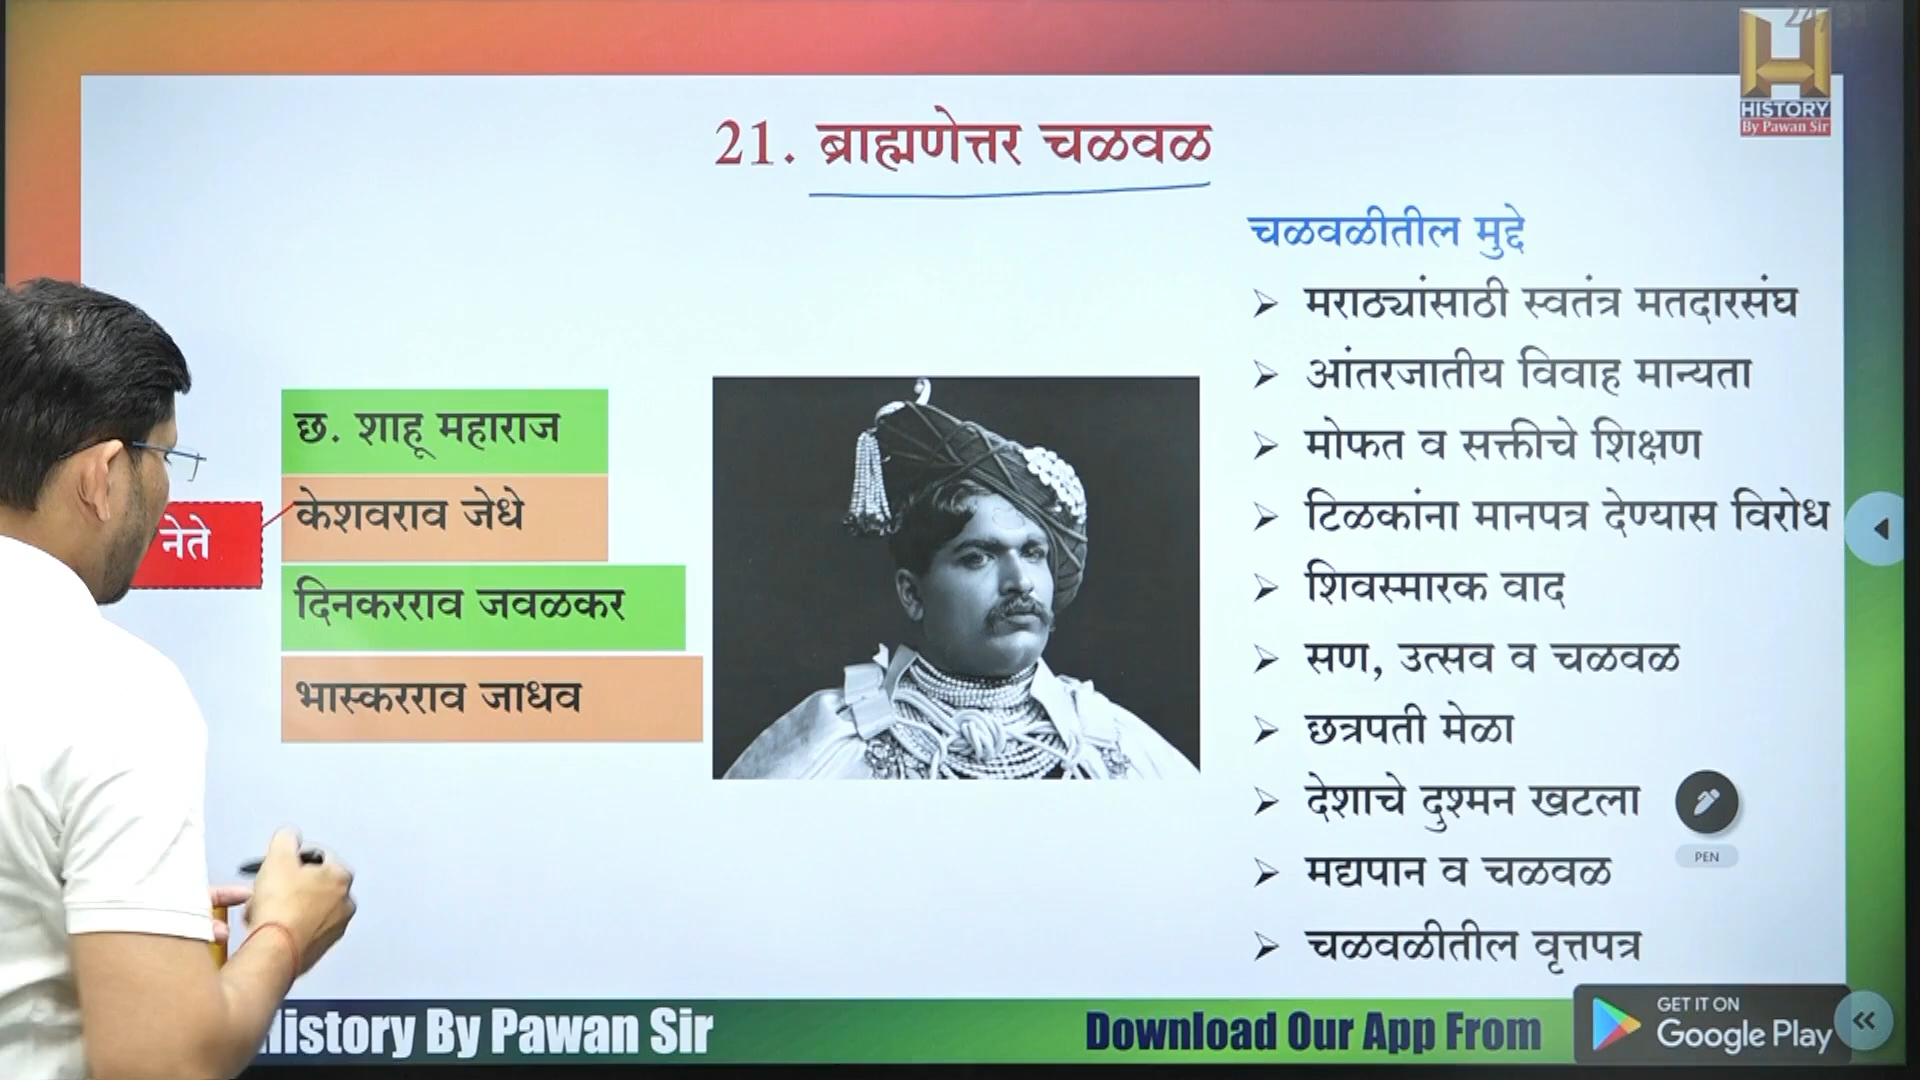 HISTORY
By Pawan Sir
21. ब्राह्मणेत्तर चळवळ
नेते
छ. शाहू महाराज
केशवराव जेधे
दिनकरराव जवळकर
भास्करराव जाधव
चळवळीतील मुद्दे
मराठ्यांसाठी स्वतंत्र मतदारसंघ
आंतरजातीय विवाह मान्यता
मोफत व सक्तीचे शिक्षण
टिळकांना मानपत्र देण्यास विरोध
शिवस्मारक वाद
सण, उत्सव व चळवळ
छत्रपती मेळा
देशाचे दुश्मन खटला
मद्यपान व चळवळ
चळवळीतील वृत्तपत्र
PEN
History By Pawan Sir
Download Our App From
GET IT ON
Google Play